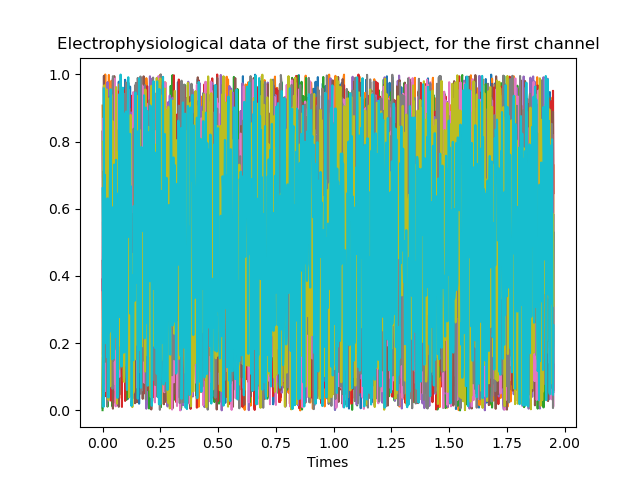 Electrophysiological data of the first subject, for the first channel
1.0
0.8
0.6
0.4
0.2
0.0
0.00 0.25 0.50 0.75 1.00 1.25 1.50 1.75 2.00
Times